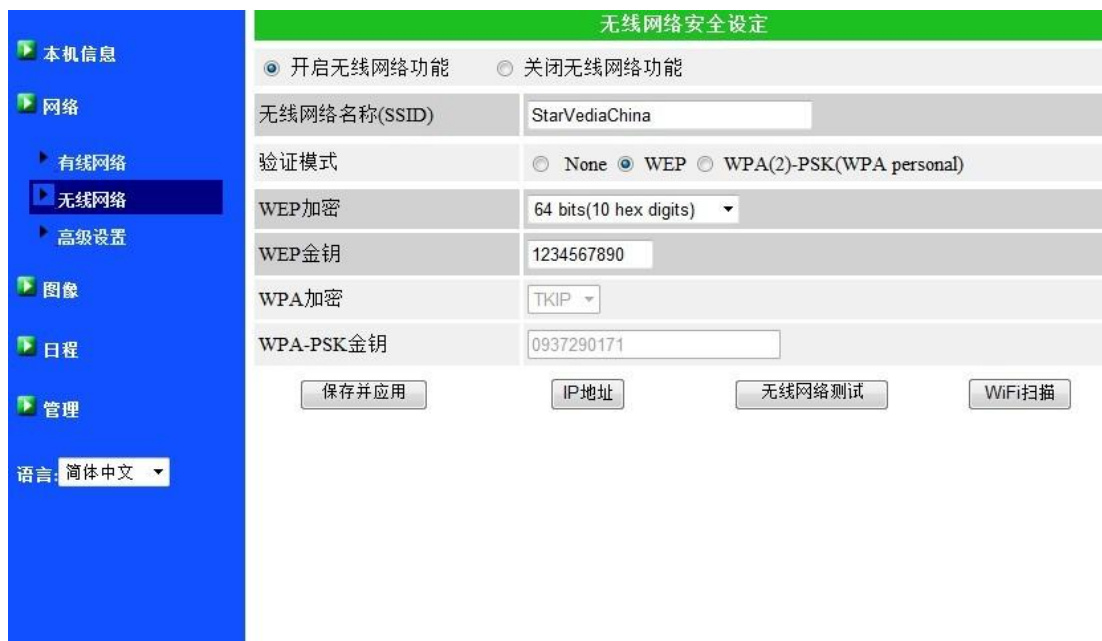 本机信息
网络
有线网络
无线网络
高级设置
图像
日程
管理
语言: 简体中文
无线网络安全设定
开启无线网络功能 关闭无线网络功能
无线网络名称(SSID) StarVediaChina
验证模式 None WEP WPA(2)-PSK(WPA personal)
WEP加密 64 bits(10 hex digits)
WEP金钥 1234567890
WPA加密 TKIP
WPA-PSK金钥 0937290171
保存并应用 IP地址 无线网络测试 WiFi扫描